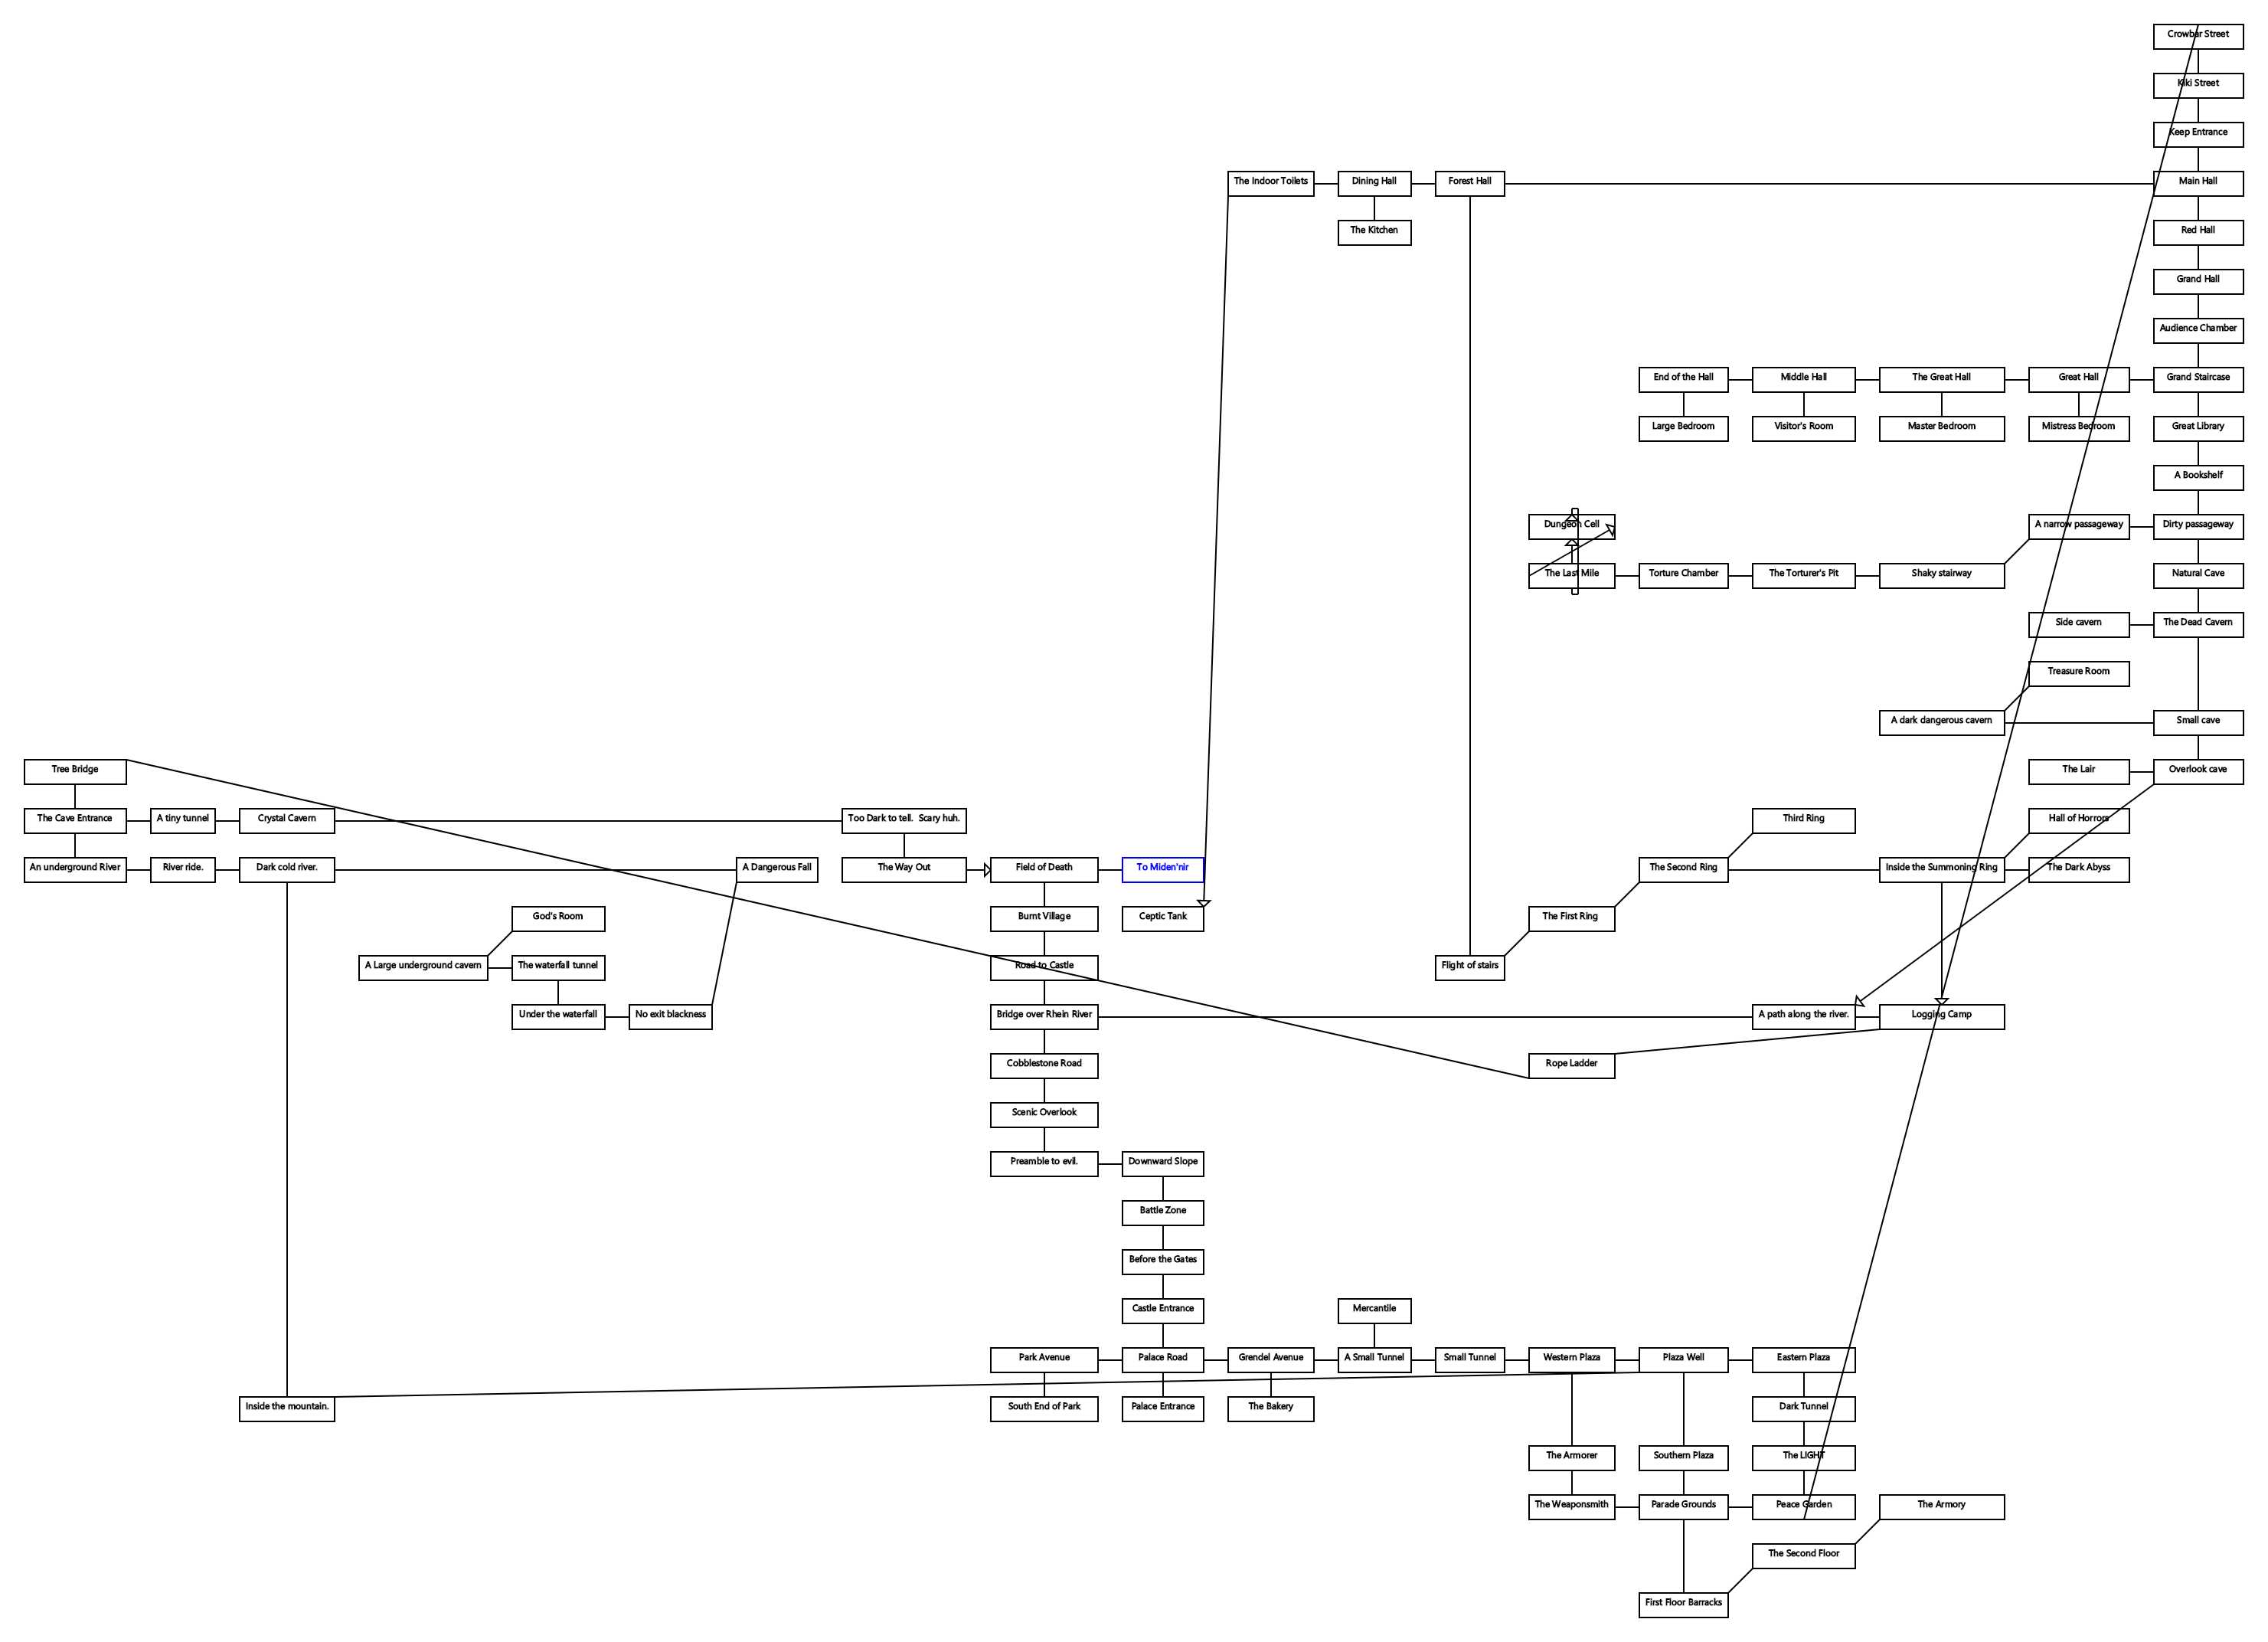 Crowbar Street
Kiki Street
Keep Entrance
The Indoor Toilets
Dining Hall
Forest Hall
Main Hall
The Kitchen
Red Hall
Grand Hall
Audience Chamber
End of the Hall
Middle Hall
The Great Hall
Great Hall
Grand Staircase
Large Bedroom
Visitor's Room
Master Bedroom
Mistress Bedroom
Great Library
A Bookshelf
Dungeon Cell
A narrow passageway
Dirty passageway
The Last Mile
Torture Chamber
The Torturer's Pit
Shaky stairway
Natural Cave
Side cavern
The Dead Cavern
Treasure Room
A dark dangerous cavern
Small cave
Tree Bridge
The Lair
Overlook cave
The Cave Entrance
A tiny tunnel
Crystal Cavern
Too Dark to tell.  Scary huh.
Third Ring
Hall of Horrors
An underground River
River ride.
Dark cold river.
A Dangerous Fall
The Way Out
Field of Death
To Miden'nir
The Second Ring
Inside the Summoning Ring
The Dark Abyss
God's Room
Burnt Village
Ceptic Tank
The First Ring
A Large underground cavern
The waterfall tunnel
Road to Castle
Flight of stairs
Under the waterfall
No exit blackness
Bridge over Rhein River
A path along the river.
Logging Camp
Cobblestone Road
Rope Ladder
Scenic Overlook
Preamble to evil.
Downward Slope
Battle Zone
Before the Gates
Castle Entrance
Mercantile
Park Avenue
Palace Road
Grendel Avenue
A Small Tunnel
Small Tunnel
Western Plaza
Plaza Well
Eastern Plaza
Inside the mountain.
South End of Park
Palace Entrance
The Bakery
Dark Tunnel
The Armorer
Southern Plaza
The LIGHT
The Weaponsmith
Parade Grounds
Peace Garden
The Armory
The Second Floor
First Floor Barracks